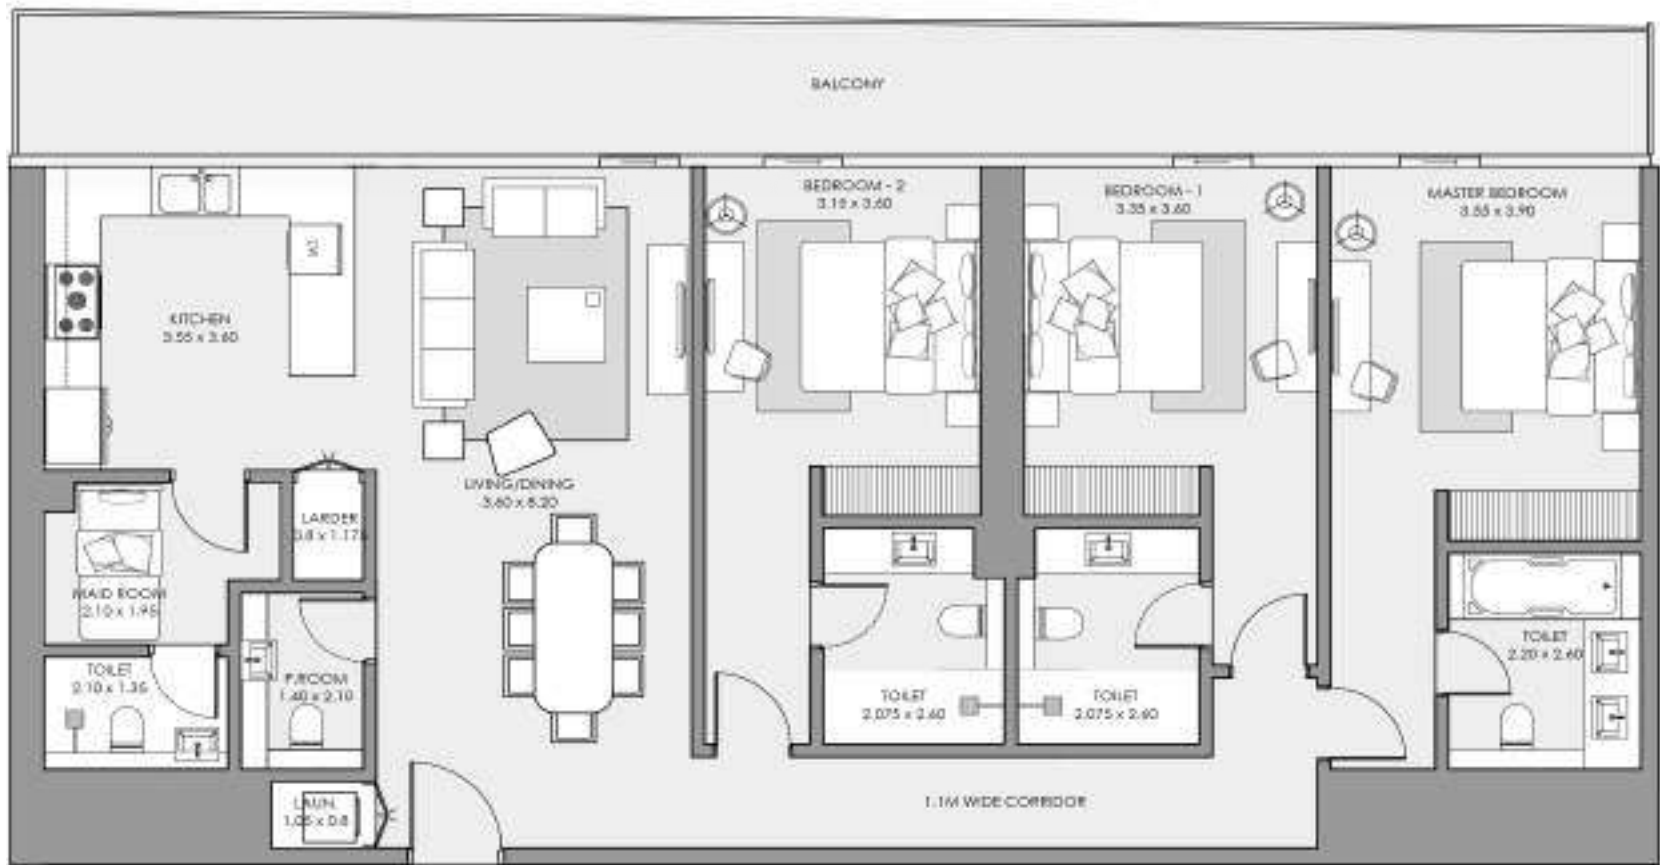 BALCONY
BEDROOM - 2
3.15 x 3.60
BEDROOM - 1
3.35 x 3.60
MASTER BEDROOM
3.55 x 3.90
KITCHEN
3.55 x 3.60
LIVING/DINING
3.60 x 8.20
LARDER
MAID ROOM
2.10 x 1.95
TOILET
2.10 x 1.35
P.ROOM
1.40 x 2.10
TOILET
2.075 x 2.60
TOILET
2.075 x 2.60
TOILET
2.20 x 2.60
LAUN.
1.05 x 0.8
1.1M WIDE CORRIDOR